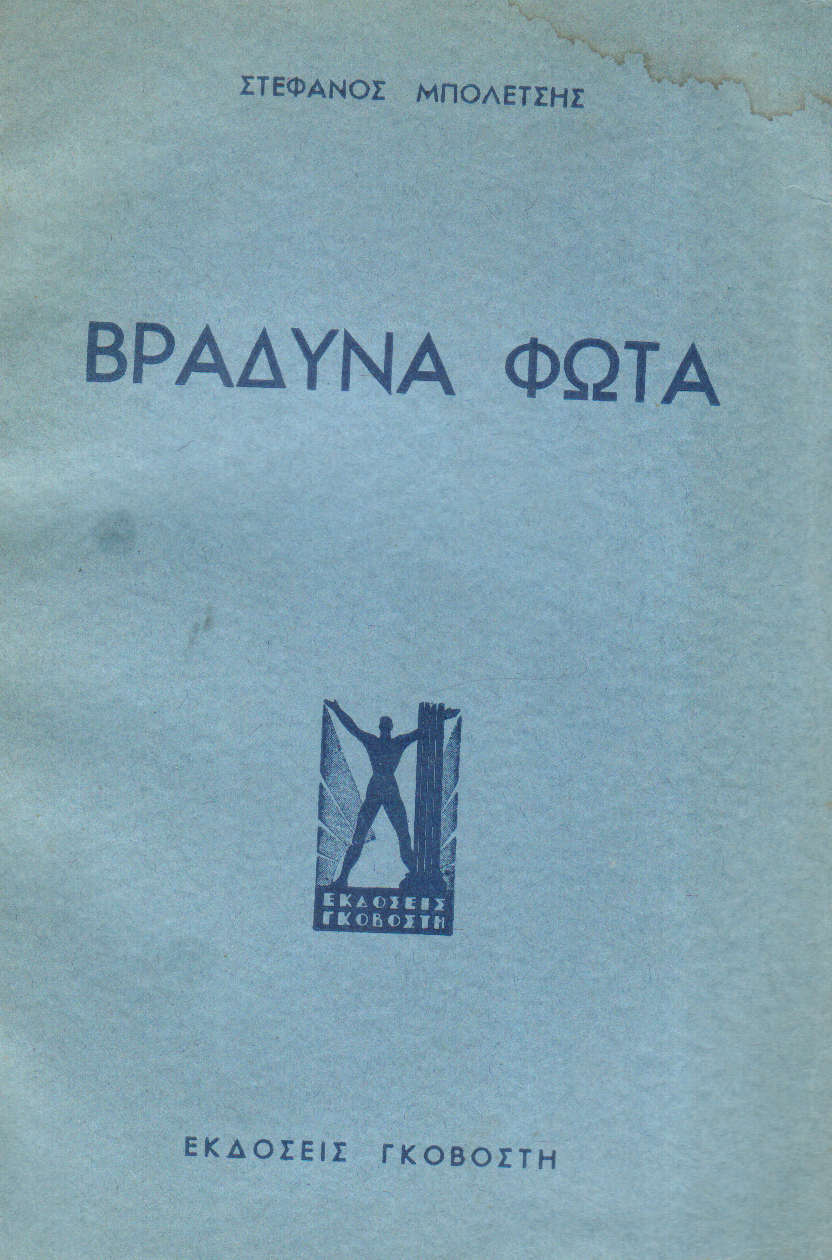 ΣΤΕΦΑΝΟΣ ΜΠΟΛΕΤΣΗΣ
ΒΡΑΔΥΝΑ ΦΩΤΑ
ΕΚΔΟΣΕΙΣ
ΓΚΟΒΟΣΤΗ
ΕΚΔΟΣΕΙΣ ΓΚΟΒΟΣΤΗ